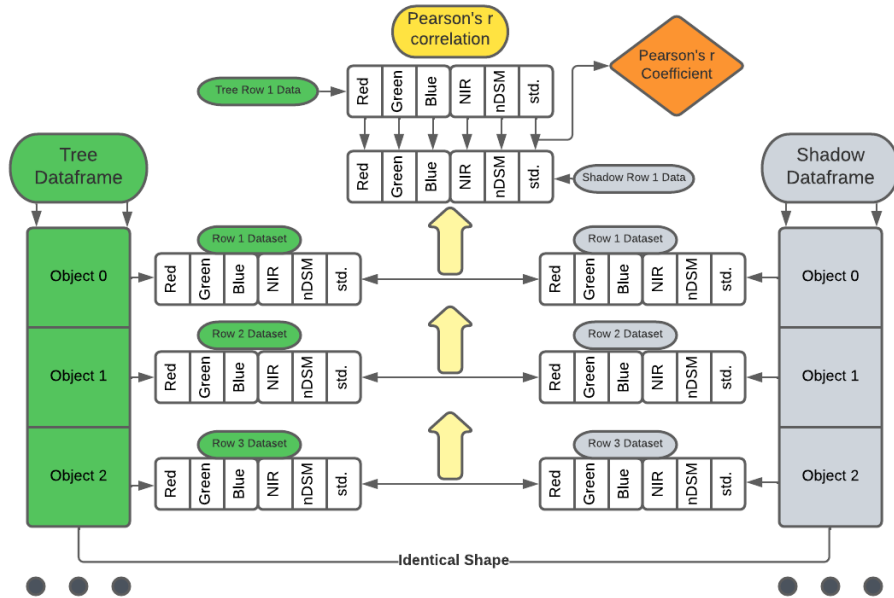 Pearson's r
correlation
Pearson's r
Coefficient
Tree Row 1 Data
Red Green Blue NIR nDSM std.
Red Green Blue NIR nDSM std.
Shadow Row 1 Data
Tree
Dataframe
Shadow
Dataframe
Row 1 Dataset
Row 1 Dataset
Object 0
Red Green Blue NIR nDSM std.
Red Green Blue NIR nDSM std.
Object 0
Row 2 Dataset
Row 2 Dataset
Object 1
Red Green Blue NIR nDSM std.
Red Green Blue NIR nDSM std.
Object 1
Row 3 Dataset
Row 3 Dataset
Object 2
Red Green Blue NIR nDSM std.
Red Green Blue NIR nDSM std.
Object 2
Identical Shape